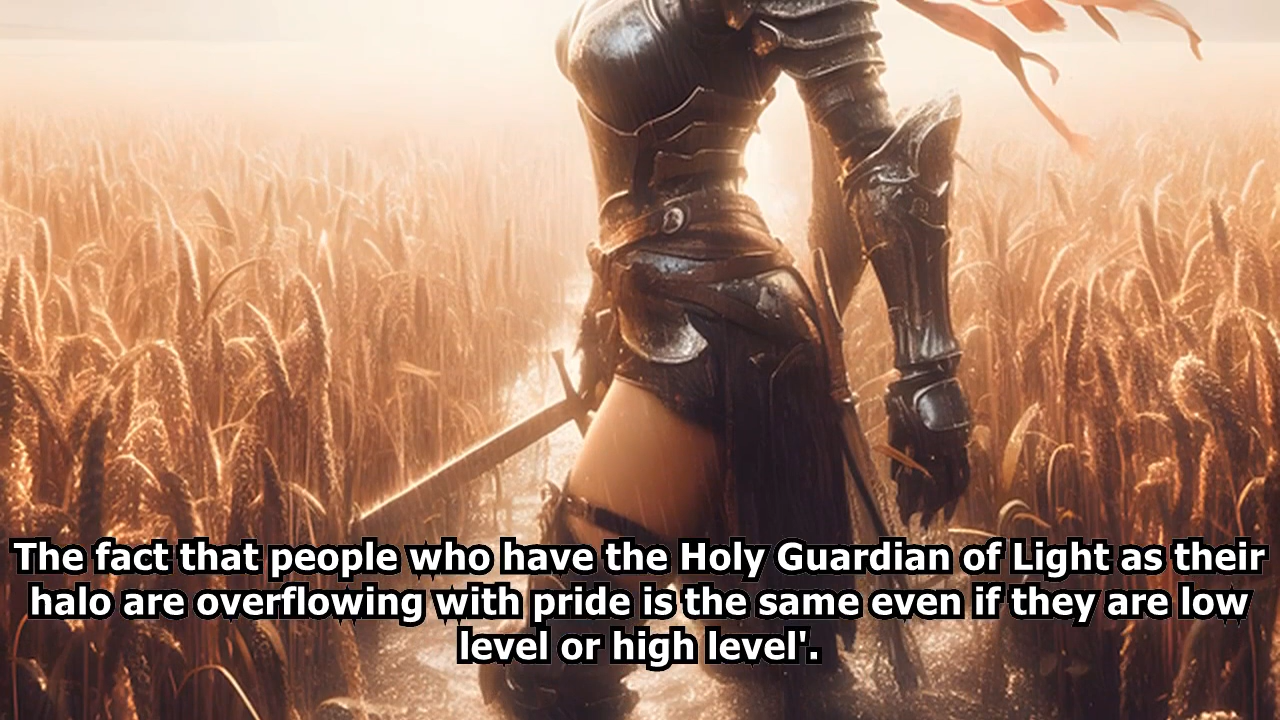 The fact that people who have the Holy Guardian of Light as their
halo are overflowing with pride is the same even if they are low
level or high level'.